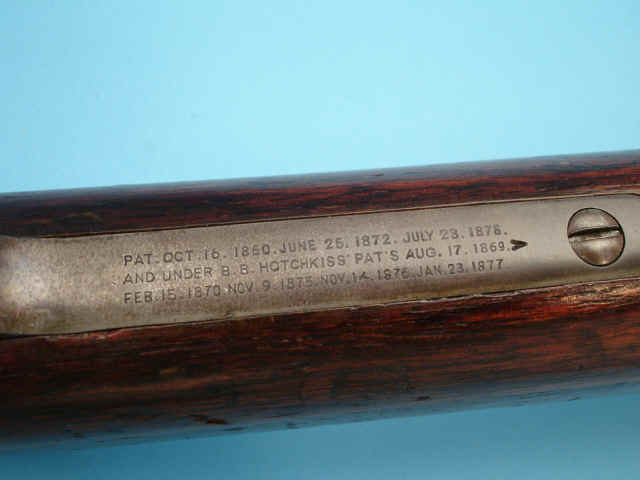 PAT. OCT. 16. 1860. JUNE 25. 1872. JULY 23. 1878.
AND UNDER B. B. HOTCHKISS' PAT'S AUG. 17. 1869.
FEB. 15. 1870. NOV. 9. 1875. NOV. 14. 1876. JAN. 23. 1877.